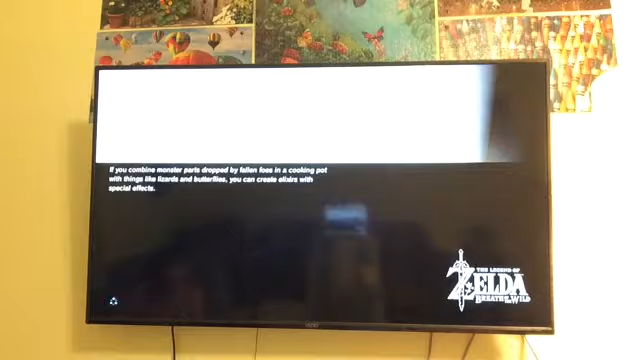 If you combine monster parts dropped by fallen foes in a cooking pot
with things like lizards and butterflies, you can create elixirs with
special effects.
THE LEGEND OF
ZELDA
BREATH OF THE WILD